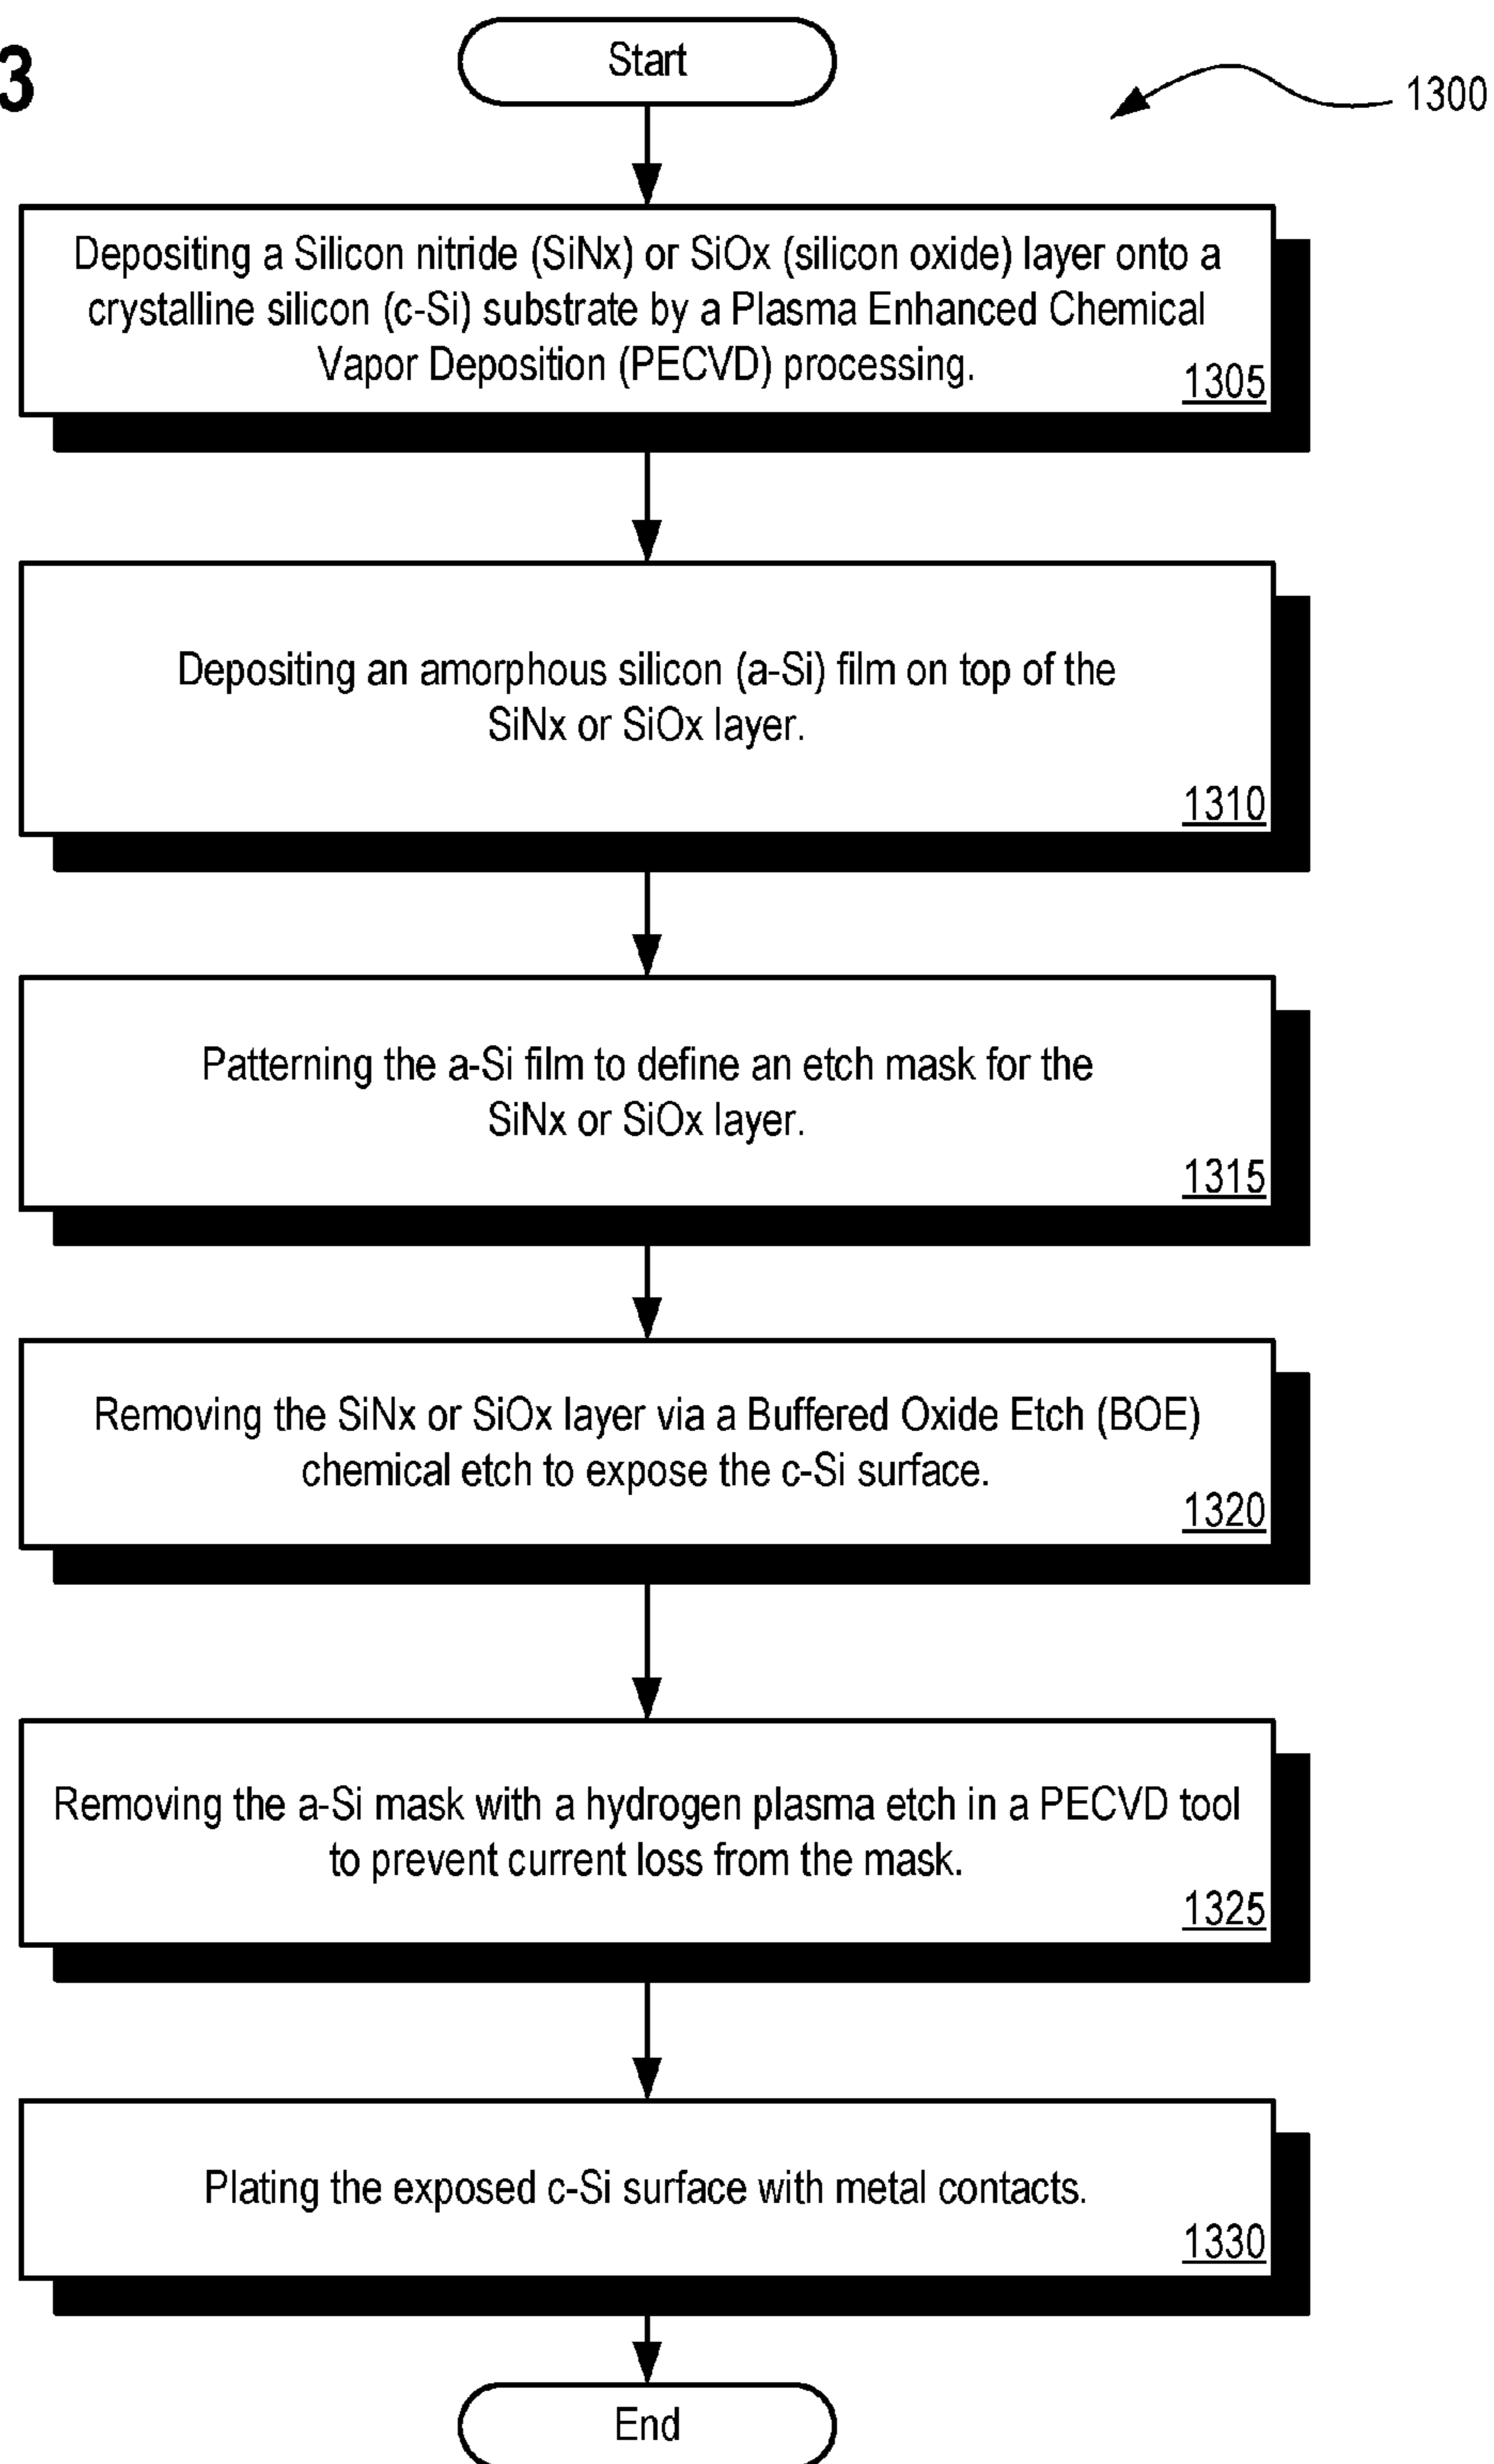 3
Start
1300
Depositing a Silicon nitride (SiNx) or SiOx (silicon oxide) layer onto a
crystalline silicon (c-Si) substrate by a Plasma Enhanced Chemical
Vapor Deposition (PECVD) processing.
1305
Depositing an amorphous silicon (a-Si) film on top of the
SiNx or SiOx layer.
1310
Patterning the a-Si film to define an etch mask for the
SiNx or SiOx layer.
1315
Removing the SiNx or SiOx layer via a Buffered Oxide Etch (BOE)
chemical etch to expose the c-Si surface.
1320
Removing the a-Si mask with a hydrogen plasma etch in a PECVD tool
to prevent current loss from the mask.
1325
Plating the exposed c-Si surface with metal contacts.
1330
End